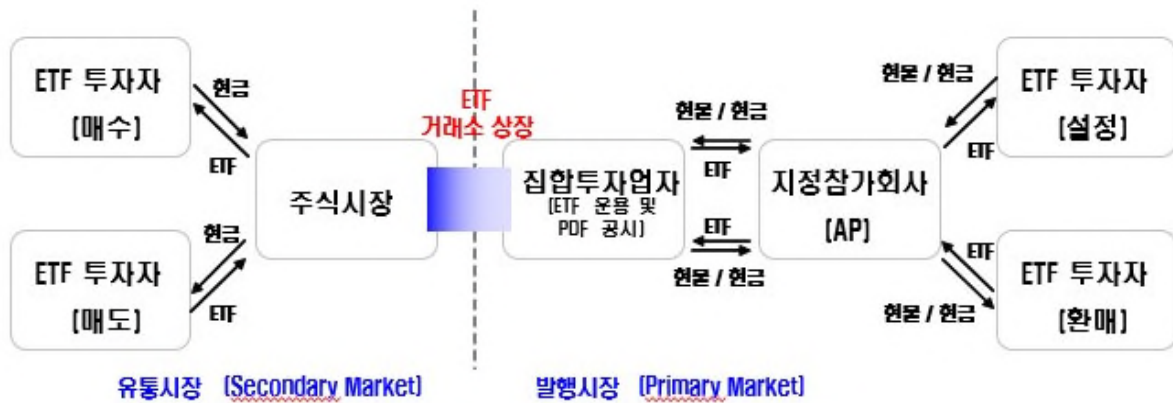 ETF 투자자
(매수)
현금
ETF
ETF 투자자
(매도)
현금
ETF
주식시장
ETF
거래소 상장
집합투자업자
(ETF 운용 및
PDF 공시)
현물 / 현금
ETF
ETF
현물 / 현금
지정참가회사
(AP)
현물 / 현금
ETF
ETF 투자자
(설정)
ETF
현물 / 현금
ETF 투자자
(환매)
유통시장 (Secondary Market)
발행시장 (Primary Market)